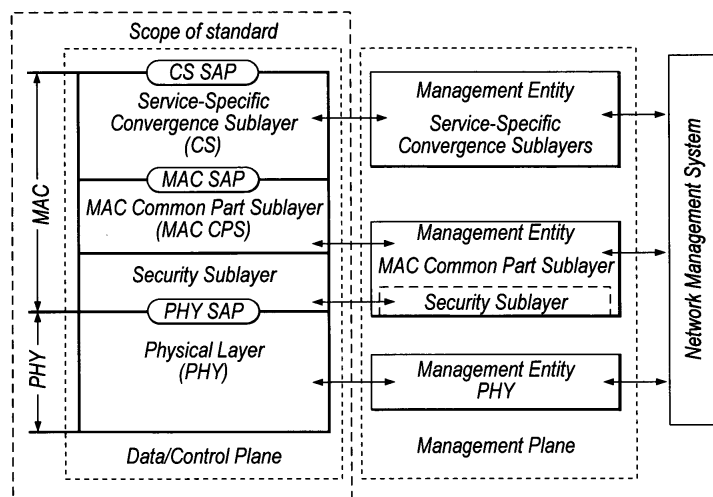 Scope of standard
CS SAP
Service-Specific
Convergence Sublayer
(CS)
MAC SAP
MAC Common Part Sublayer
(MAC CPS)
Security Sublayer
PHY SAP
Physical Layer
(PHY)
Data/Control Plane
MAC
PHY
Management Entity
Service-Specific
Convergence Sublayers
Management Entity
MAC Common Part Sublayer
Security Sublayer
Management Entity
PHY
Management Plane
Network Management System